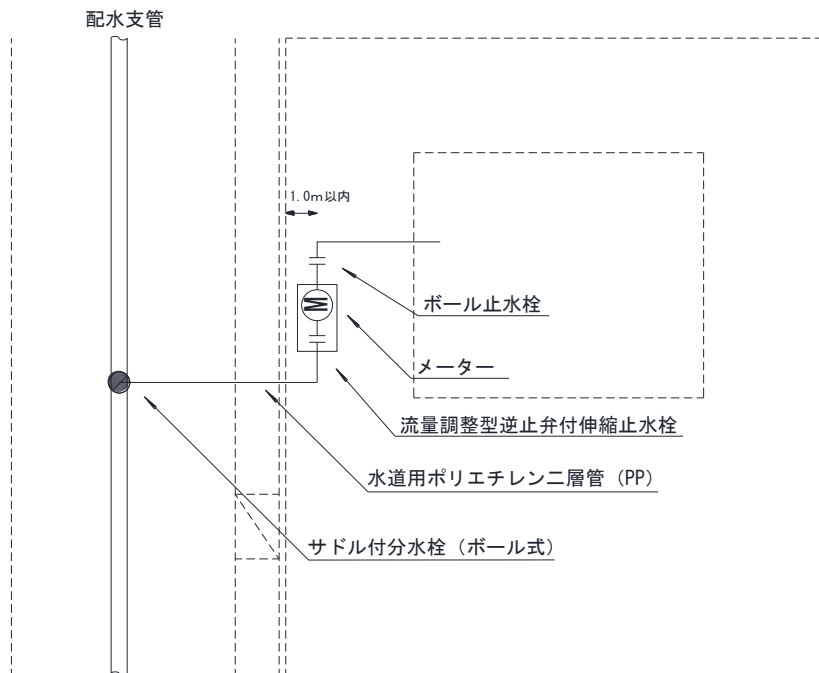 配水支管
1.0m以内
M
ボール止水栓
メーター
流量調整型逆止弁付伸縮止水栓
水道用ポリエチレン二層管（PP）
サドル付分水栓（ボール式）